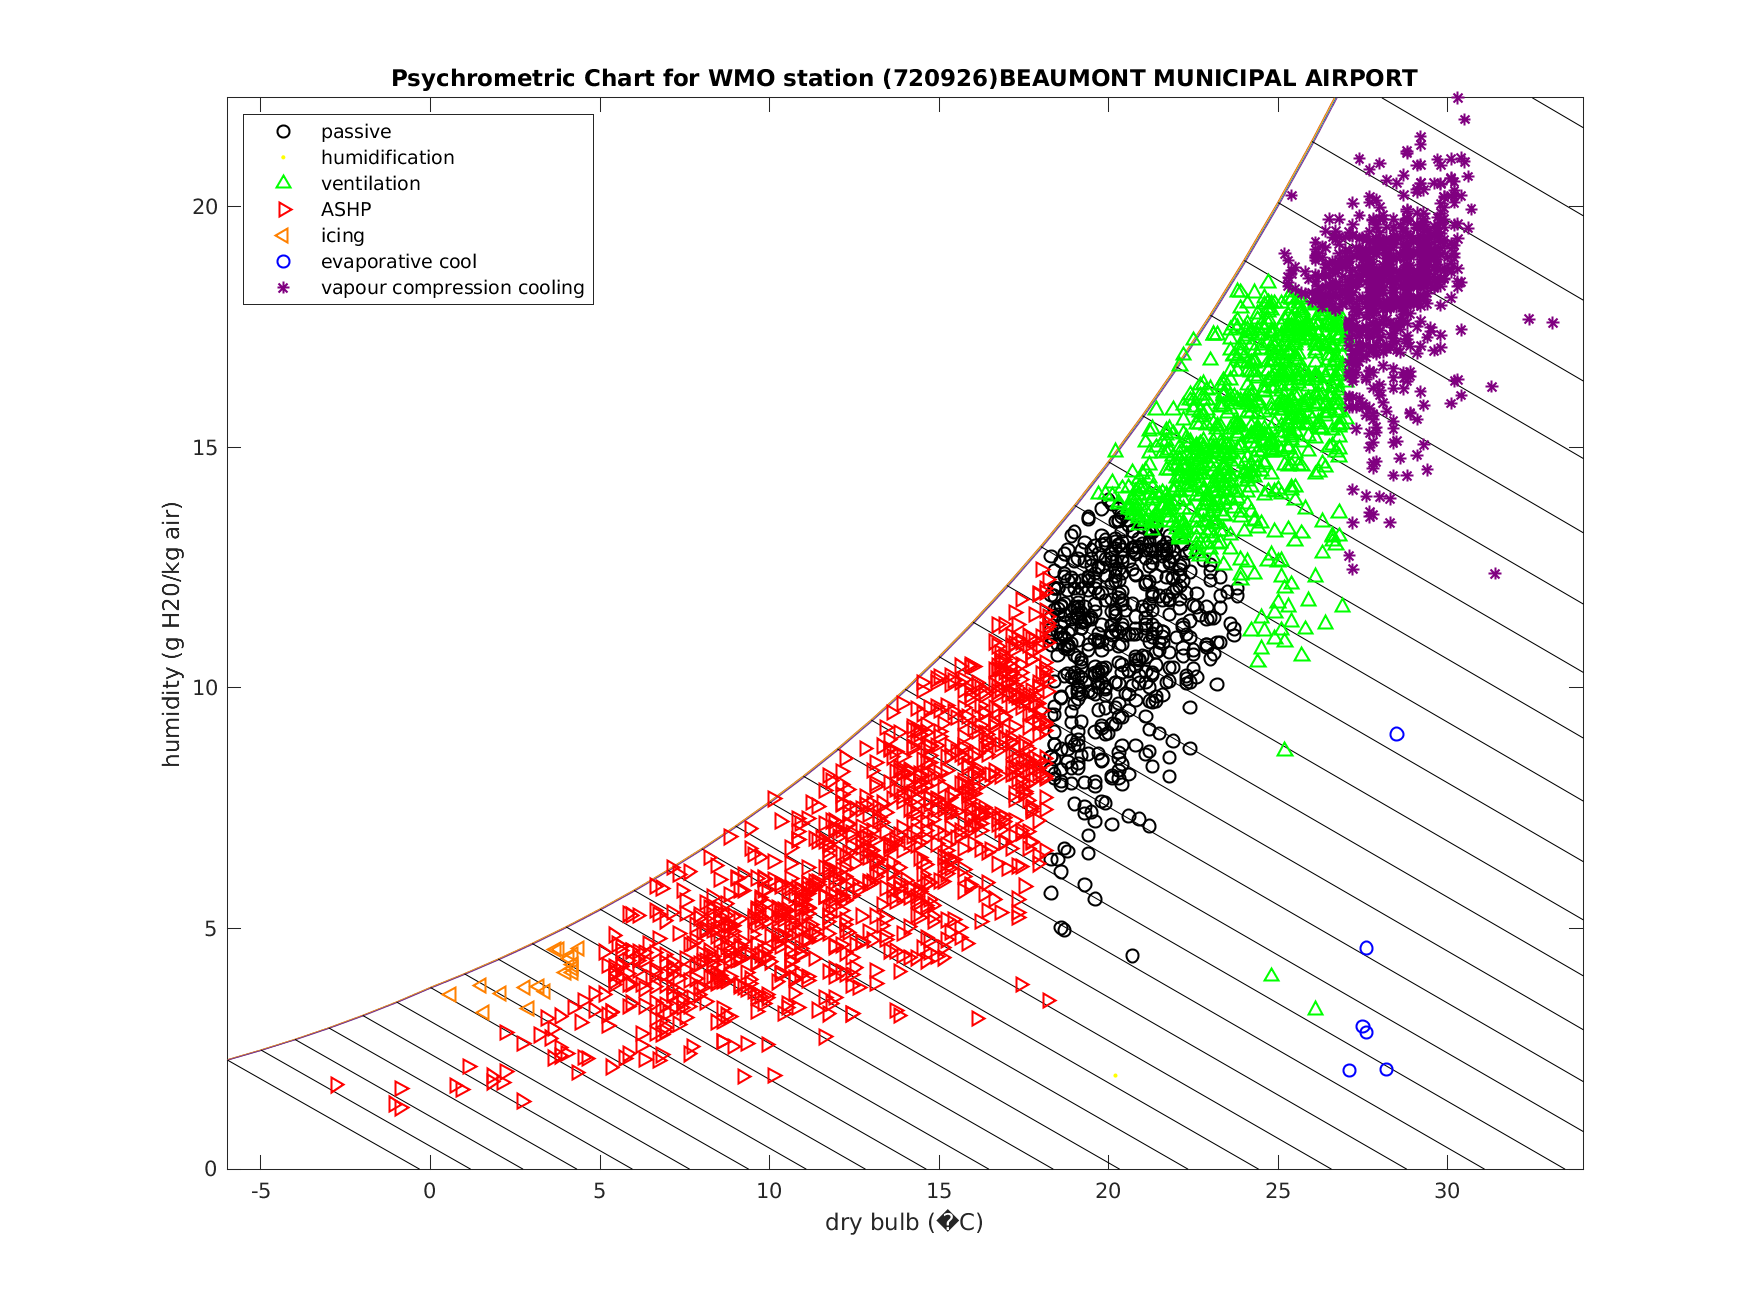 Psychrometric Chart for WMO station (720926)BEAUMONT MUNICIPAL AIRPORT
passive
humidification
ventilation
ASHP
icing
evaporative cool
vapour compression cooling
20
15
10
5
0
humidity (g H20/kg air)
-5 0 5 10 15 20 25 30
dry bulb (�C)